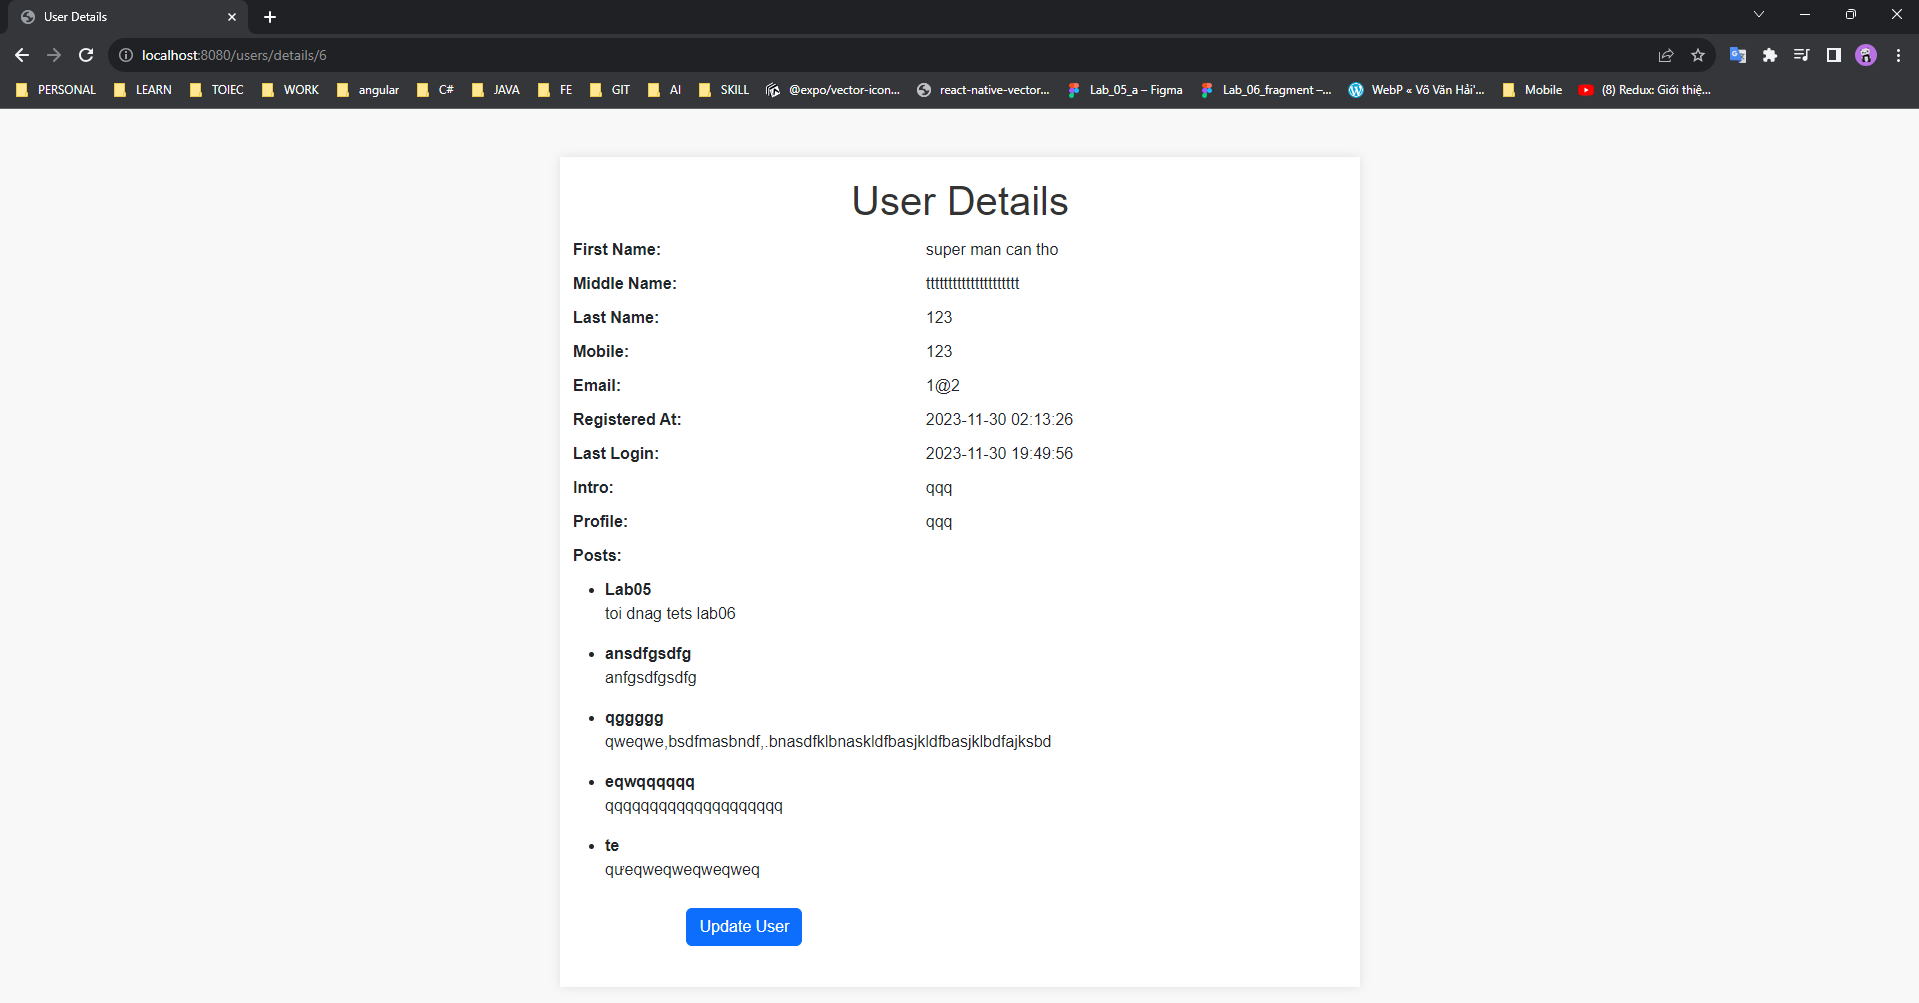 User Details
localhost:8080/users/details/6
PERSONAL LEARN TOIEC WORK angular C# JAVA FE GIT AI SKILL @expo/vector-icon... react-native-vector... Lab_05_a – Figma Lab_06_fragment –... WebP « Võ Văn Hải'... Mobile (8) Redux: Giới thiệ...
User Details
First Name: super man can tho
Middle Name: ttttttttttttttttttttt
Last Name: 123
Mobile: 123
Email: 1@2
Registered At: 2023-11-30 02:13:26
Last Login: 2023-11-30 19:49:56
Intro: qqq
Profile: qqq
Posts:
• Lab05
toi dnag tets lab06
• ansdfgsdfg
anfgsdfgsdfg
• qggggg
qweqwe,bsdfmasbndf,.bnasdfklbnaskldfbasjkldfbasjklbdfajksbd
• eqwqqqqqq
qqqqqqqqqqqqqqqqqqqq
• te
qưeqweqweqweqweq
Update User